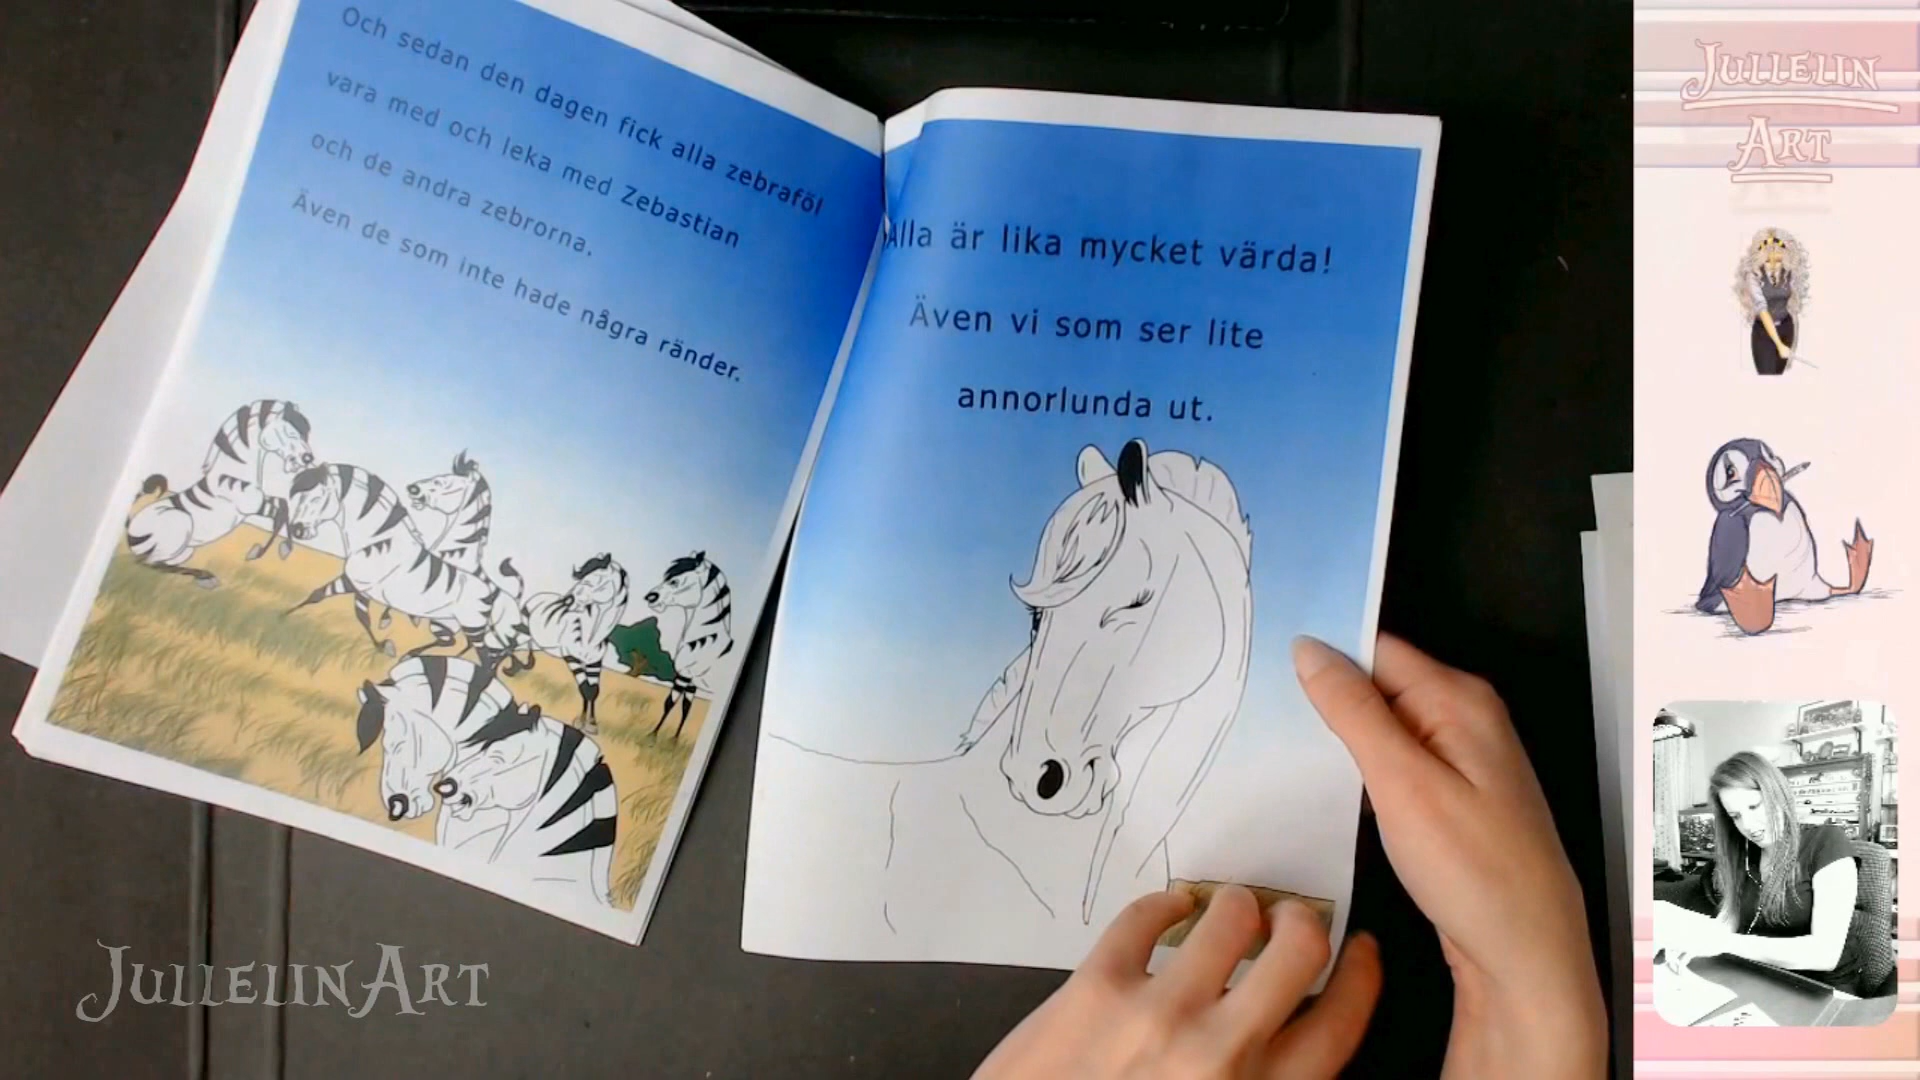 Och sedan den dagen fick alla zebraföl
vara med och leka med Zebastian
och de andra zebrorna.
Även de som inte hade några ränder.
Alla är lika mycket värda!
Även vi som ser lite
annorlunda ut.
JULLELIN
ART
JULLELINART